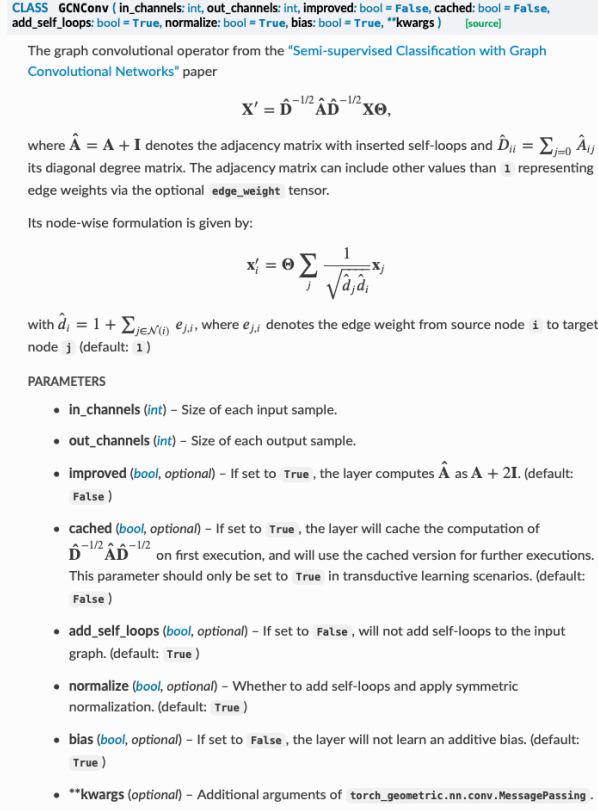 CLASS GCNConv ( in_channels: int, out_channels: int, improved: bool = False, cached: bool = False,
add_self_loops: bool = True, normalize: bool = True, bias: bool = True, **kwargs ) [source]
The graph convolutional operator from the “Semi-supervised Classification with Graph
Convolutional Networks” paper
X′ = D̂^{−1/2} Â D̂^{−1/2} XΘ,
where Â = A + I denotes the adjacency matrix with inserted self-loops and D̂_{ii} = ∑_{j=0} Â_{ij}
its diagonal degree matrix. The adjacency matrix can include other values than 1 representing
edge weights via the optional edge_weight tensor.
Its node-wise formulation is given by:
x′_i = Θ ∑_j 1/√(d̂_j d̂_i) x_j
with d̂_i = 1 + ∑_{j∈N(i)} e_{j,i}, where e_{j,i} denotes the edge weight from source node i to target
node j (default: 1 )
PARAMETERS
• in_channels (int) – Size of each input sample.
• out_channels (int) – Size of each output sample.
• improved (bool, optional) – If set to True , the layer computes Â as A + 2I. (default:
False )
• cached (bool, optional) – If set to True , the layer will cache the computation of
D̂^{−1/2} Â D̂^{−1/2} on first execution, and will use the cached version for further executions.
This parameter should only be set to True in transductive learning scenarios. (default:
False )
• add_self_loops (bool, optional) – If set to False , will not add self-loops to the input
graph. (default: True )
• normalize (bool, optional) – Whether to add self-loops and apply symmetric
normalization. (default: True )
• bias (bool, optional) – If set to False , the layer will not learn an additive bias. (default:
True )
• **kwargs (optional) – Additional arguments of torch_geometric.nn.conv.MessagePassing .